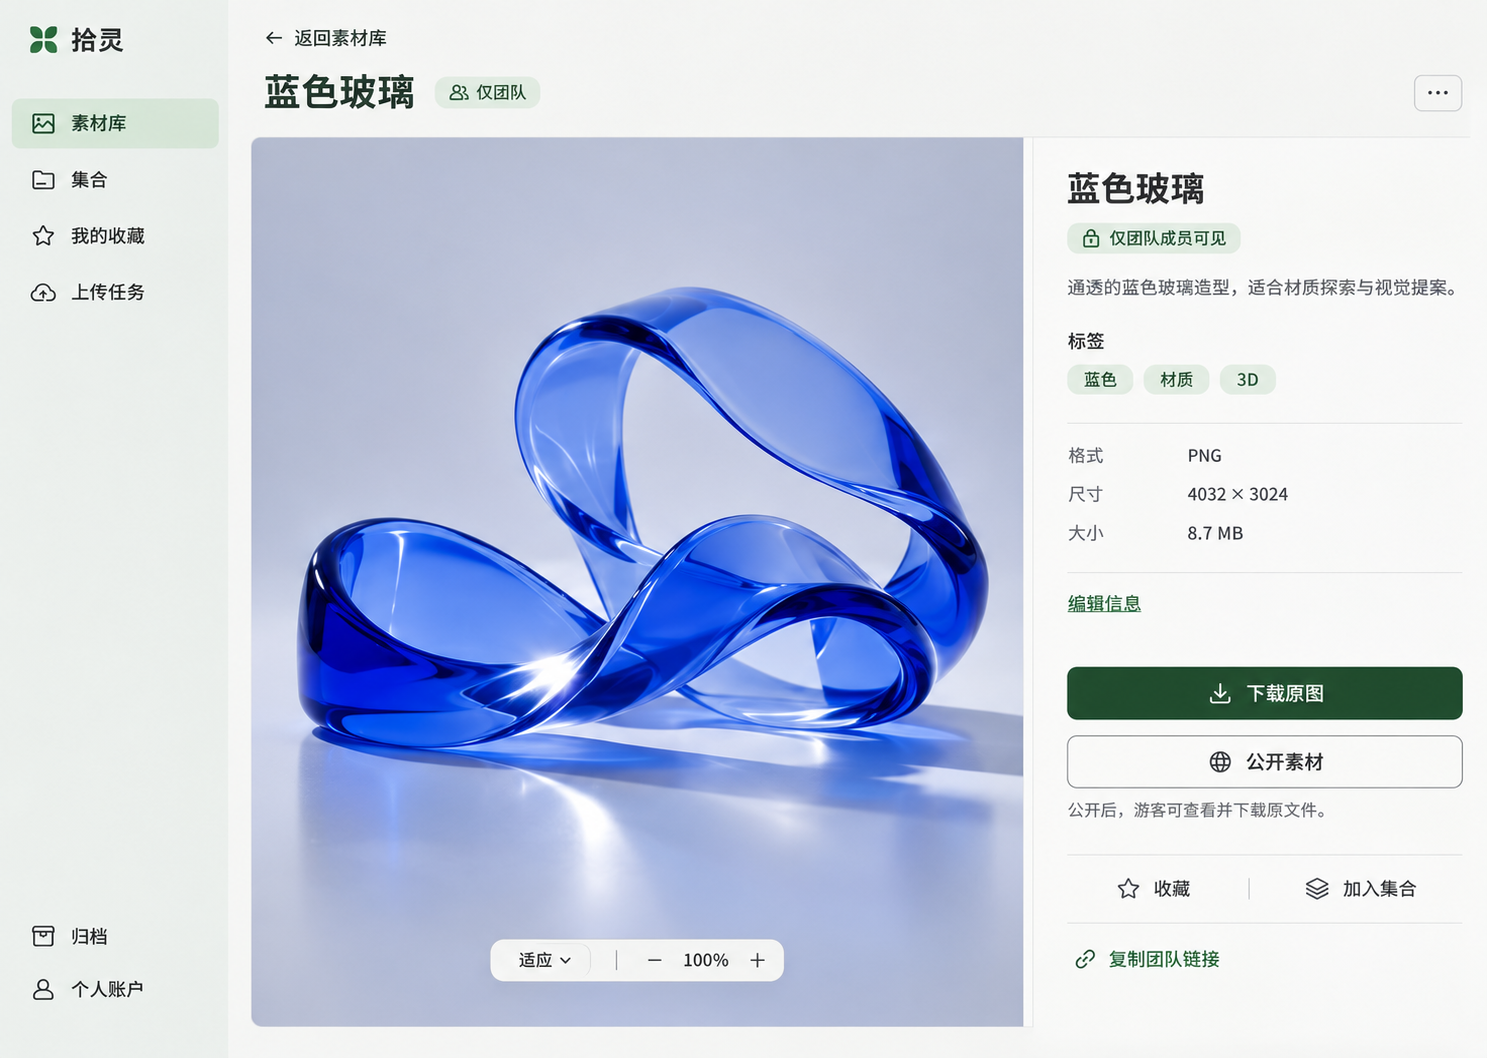 拾灵
素材库
集合
我的收藏
上传任务
归档
个人账户
返回素材库
蓝色玻璃
仅团队
适应
100%
蓝色玻璃
仅团队成员可见
通透的蓝色玻璃造型，适合材质探索与视觉提案。
标签
蓝色 材质 3D
格式 PNG
尺寸 4032 × 3024
大小 8.7 MB
编辑信息
下载原图
公开素材
公开后，游客可查看并下载原文件。
收藏 加入集合
复制团队链接